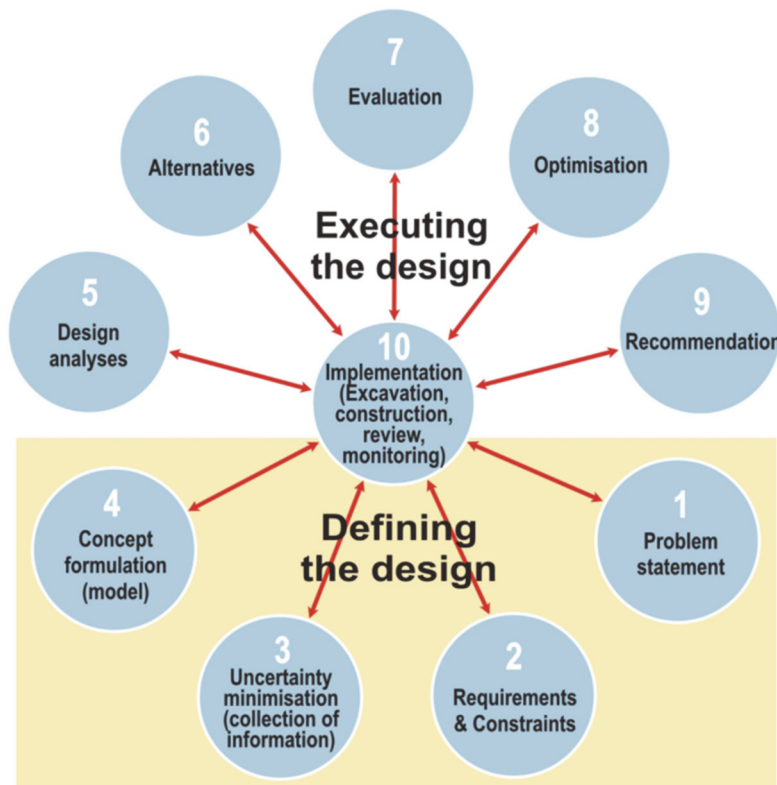 7
Evaluation
6
Alternatives
8
Optimisation
Executing
the design
5
Design
analyses
9
Recommendation
10
Implementation
(Excavation,
construction,
review,
monitoring)
4
Concept
formulation
(model)
Defining
the design
1
Problem
statement
3
Uncertainty
minimisation
(collection of
information)
2
Requirements
& Constraints